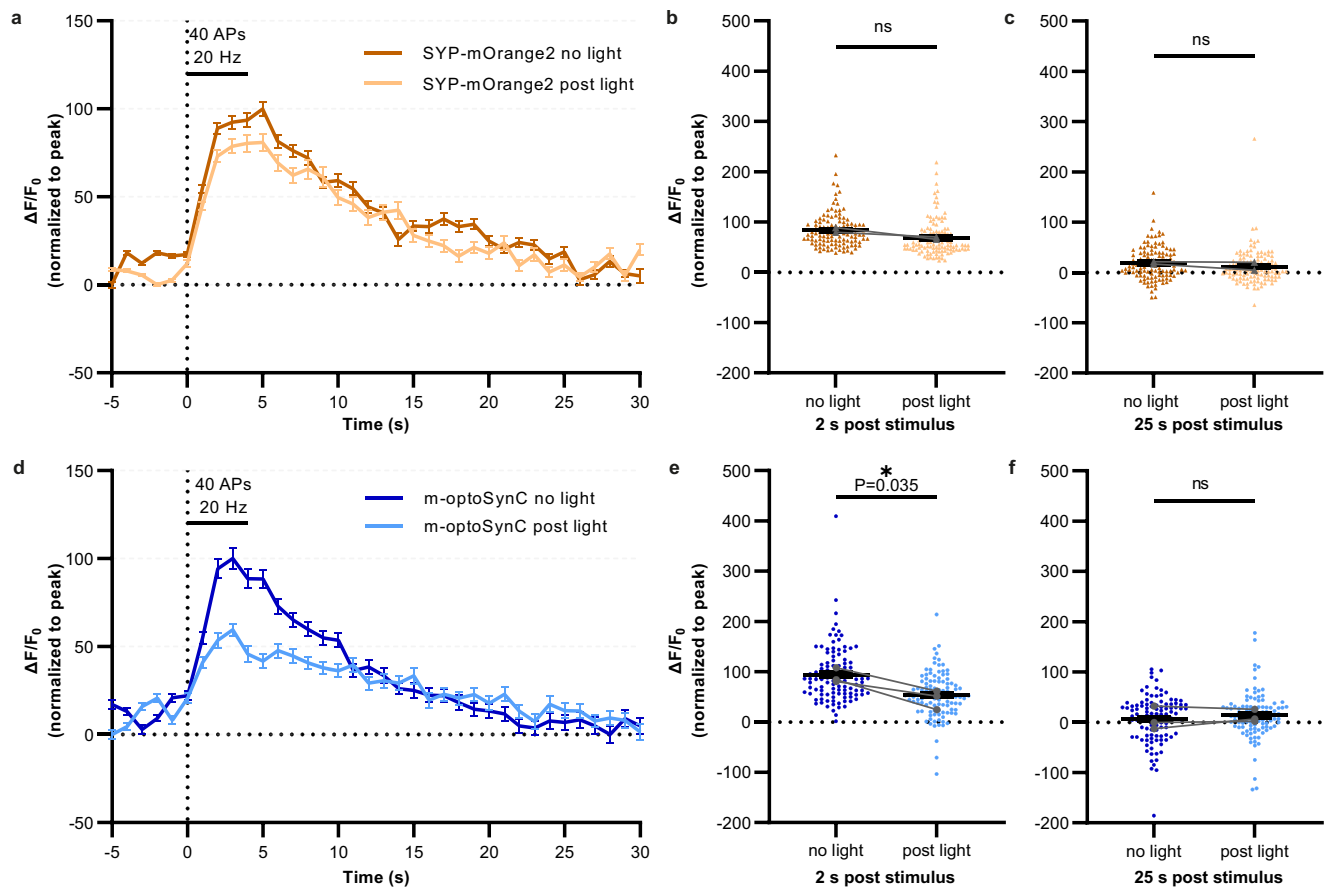 a
150
100
50
0
-50
-5
0
5
10
15
20
25
30
ΔF/F0
(normalized to peak)
Time (s)
40 APs
20 Hz
SYP-mOrange2 no light
SYP-mOrange2 post light
b
500
400
300
200
100
0
-100
-200
ΔF/F0
(normalized to peak)
ns
no light
post light
2 s post stimulus
c
500
400
300
200
100
0
-100
-200
ns
no light
post light
25 s post stimulus
d
150
100
50
0
-50
-5
0
5
10
15
20
25
30
ΔF/F0
(normalized to peak)
Time (s)
40 APs
20 Hz
m-optoSynC no light
m-optoSynC post light
e
500
400
300
200
100
0
-100
-200
ΔF/F0
(normalized to peak)
*
P=0.035
no light
post light
2 s post stimulus
f
500
400
300
200
100
0
-100
-200
ns
no light
post light
25 s post stimulus